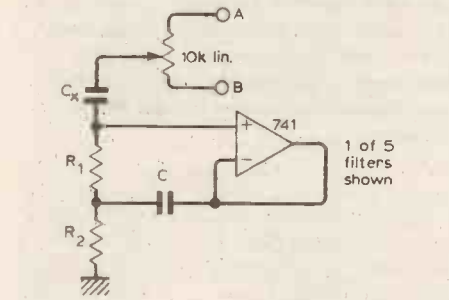 A
10k lin.
B
Cx
741
+
−
R1
C
R2
1 of 5
filters
shown